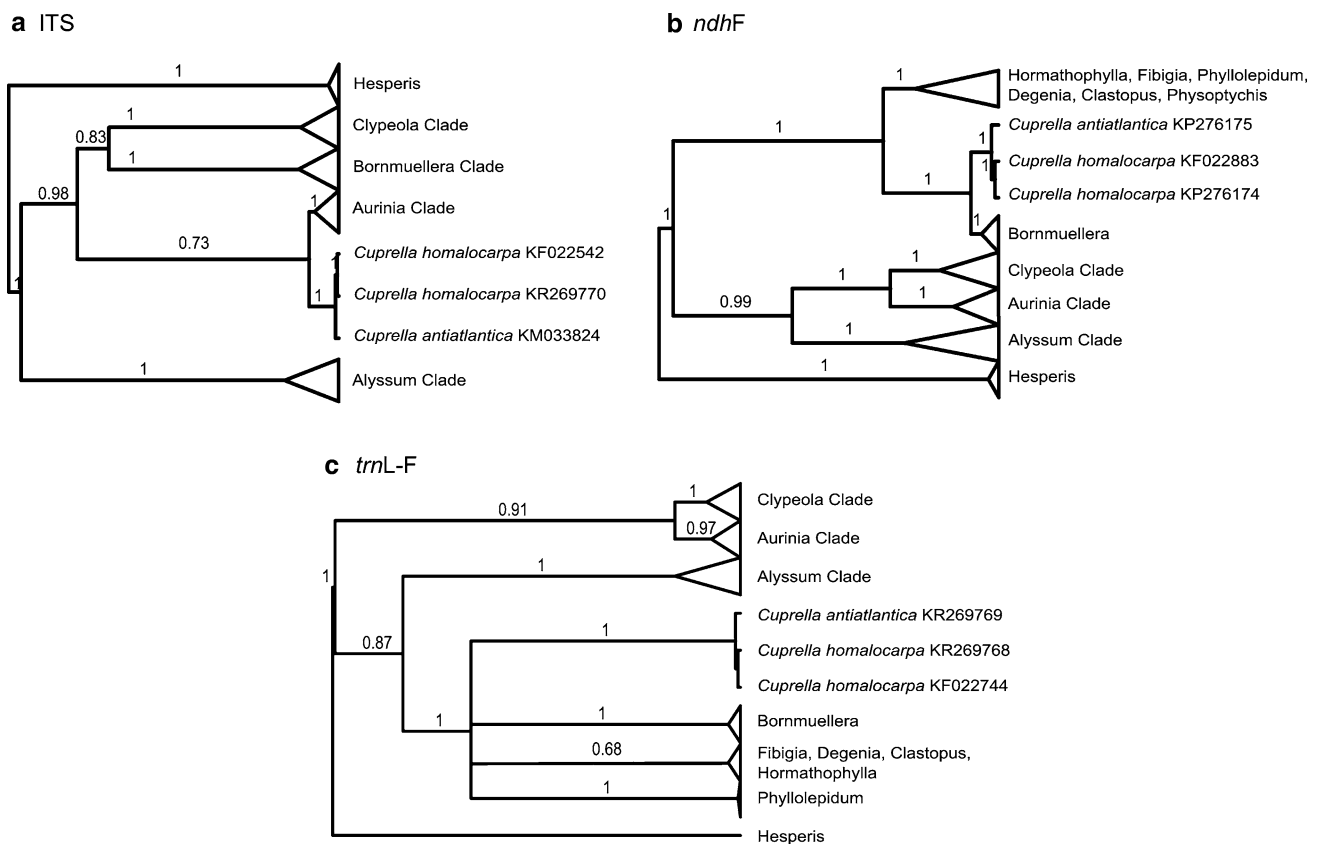 a ITS
1
Hesperis
1
Clypeola Clade
0.83
1
Bornmuellera Clade
0.98
1
Aurinia Clade
0.73
Cuprella homalocarpa KF022542
1
1
Cuprella homalocarpa KR269770
1
Cuprella antiatlantica KM033824
1
Alyssum Clade
b ndhF
1
Hormathophylla, Fibigia, Phyllolepidum,
Degenia, Clastopus, Physoptychis
1
Cuprella antiatlantica KP276175
1
1
Cuprella homalocarpa KF022883
1
Cuprella homalocarpa KP276174
1
1
Bornmuellera
1
Clypeola Clade
1
1
Aurinia Clade
0.99
1
Alyssum Clade
1
Hesperis
c trnL-F
1
Clypeola Clade
0.91
0.97
Aurinia Clade
1
1
Alyssum Clade
Cuprella antiatlantica KR269769
1
0.87
Cuprella homalocarpa KR269768
Cuprella homalocarpa KF022744
1
1
Bornmuellera
0.68
Fibigia, Degenia, Clastopus,
Hormathophylla
1
Phyllolepidum
Hesperis